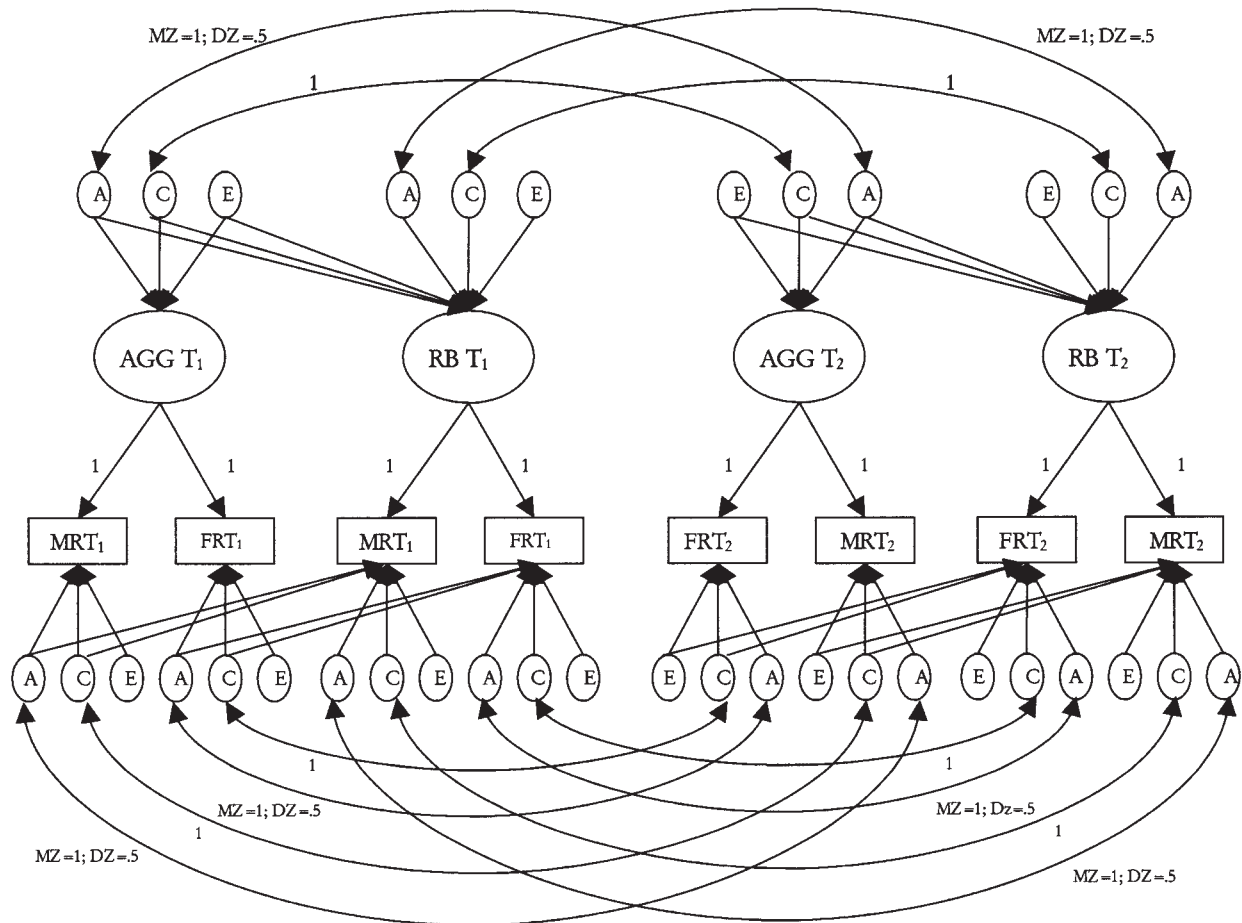 MZ=1; DZ=.5 MZ=1; DZ=.5
1 1
A C E A C E E C A E C A
AGG T1 RB T1 AGG T2 RB T2
1 1 1 1 1 1 1 1
MRT1 FRT1 MRT1 FRT1 FRT2 MRT2 FRT2 MRT2
A C E A C E A C E A C E E C A E C A E C A E C A
1 1
MZ=1; DZ=.5 MZ=1; Dz=.5
1 1
MZ=1; DZ=.5 MZ=1; DZ=.5